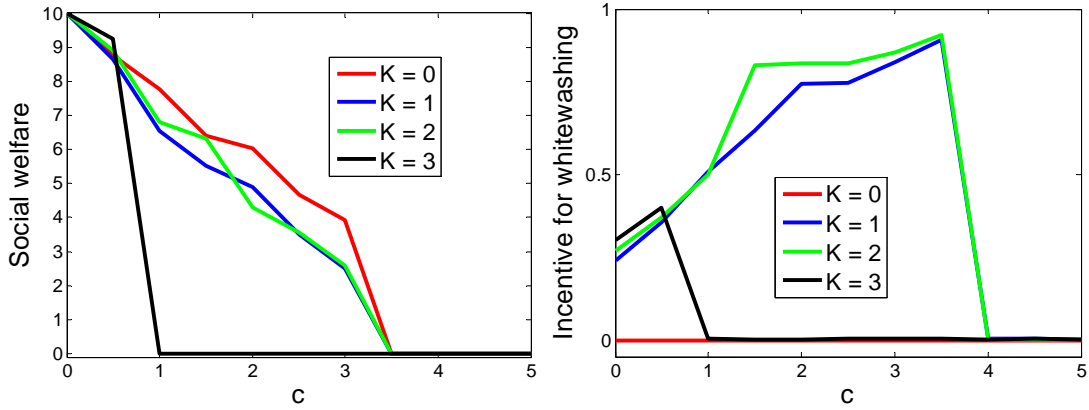 Social welfare
10
9
8
7
6
5
4
3
2
1
0
K = 0
K = 1
K = 2
K = 3
0
1
2
3
4
5
c
Incentive for whitewashing
1
0.5
0
K = 0
K = 1
K = 2
K = 3
0
1
2
3
4
5
c